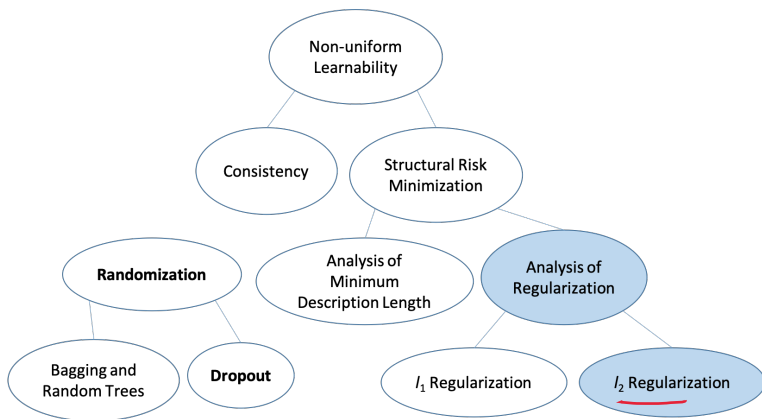 Non-uniform
Learnability
Consistency
Structural Risk
Minimization
Randomization
Analysis of
Minimum
Description Length
Analysis of
Regularization
Bagging and
Random Trees
Dropout
l₁ Regularization
l₂ Regularization